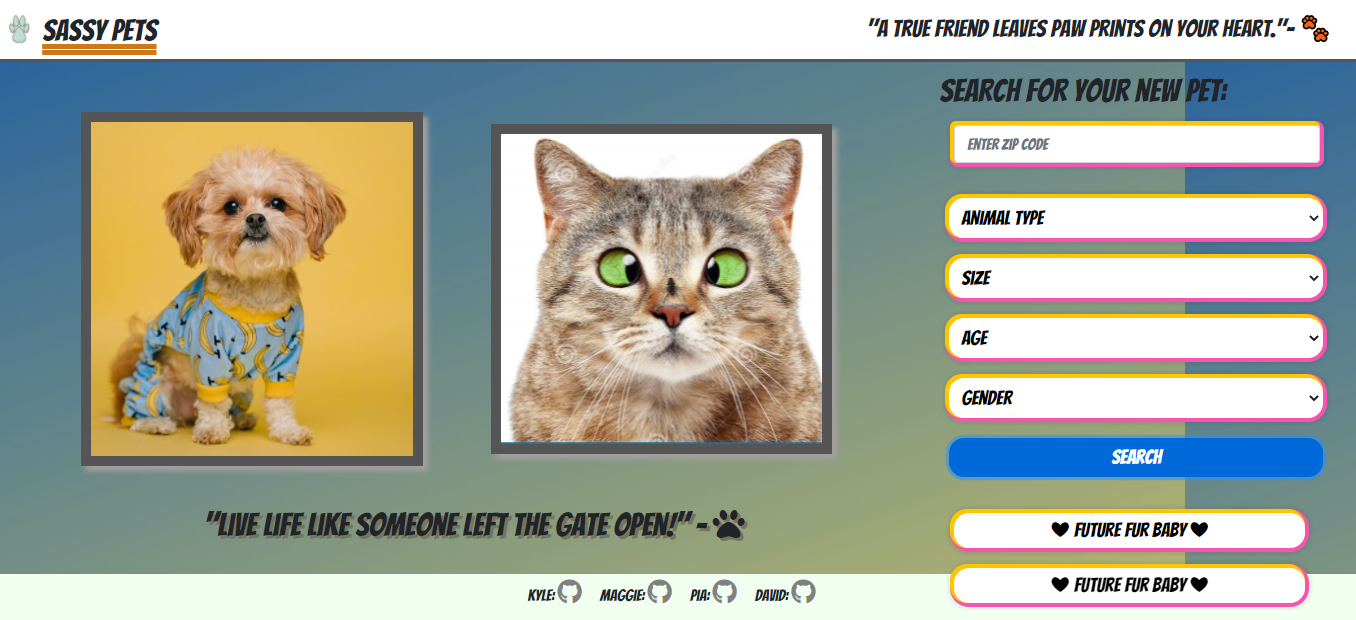 SASSY PETS
"A TRUE FRIEND LEAVES PAW PRINTS ON YOUR HEART."-
SEARCH FOR YOUR NEW PET:
ENTER ZIP CODE
ANIMAL TYPE
SIZE
AGE
GENDER
SEARCH
"LIVE LIFE LIKE SOMEONE LEFT THE GATE OPEN!" -
♥ FUTURE FUR BABY ♥
♥ FUTURE FUR BABY ♥
KYLE: MAGGIE: PIA: DAVID: